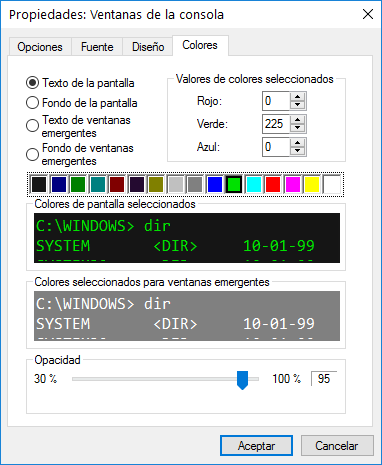 Propiedades: Ventanas de la consola
Opciones Fuente Diseño Colores
Texto de la pantalla
Fondo de la pantalla
Texto de ventanas
emergentes
Fondo de ventanas
emergentes
Valores de colores seleccionados
Rojo: 0
Verde: 225
Azul: 0
Colores de pantalla seleccionados
C:\WINDOWS> dir
SYSTEM <DIR> 10-01-99
Colores seleccionados para ventanas emergentes
C:\WINDOWS> dir
SYSTEM <DIR> 10-01-99
Opacidad
30 % 100 % 95
Aceptar Cancelar